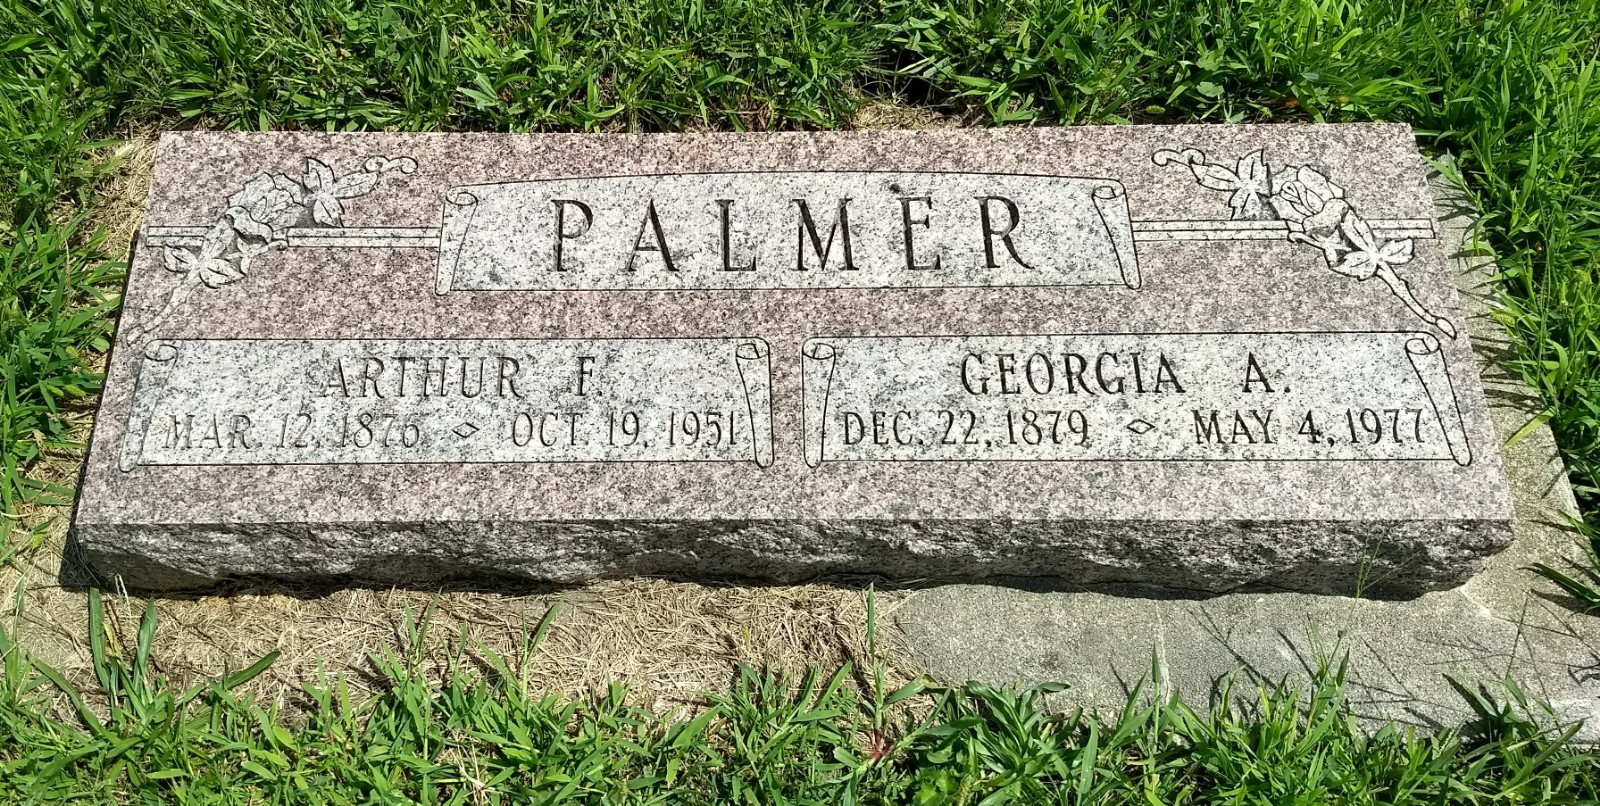 PALMER
ARTHUR F.
MAR. 12, 1876 ◇ OCT. 19, 1951
GEORGIA A.
DEC. 22, 1879 ◇ MAY 4, 1977